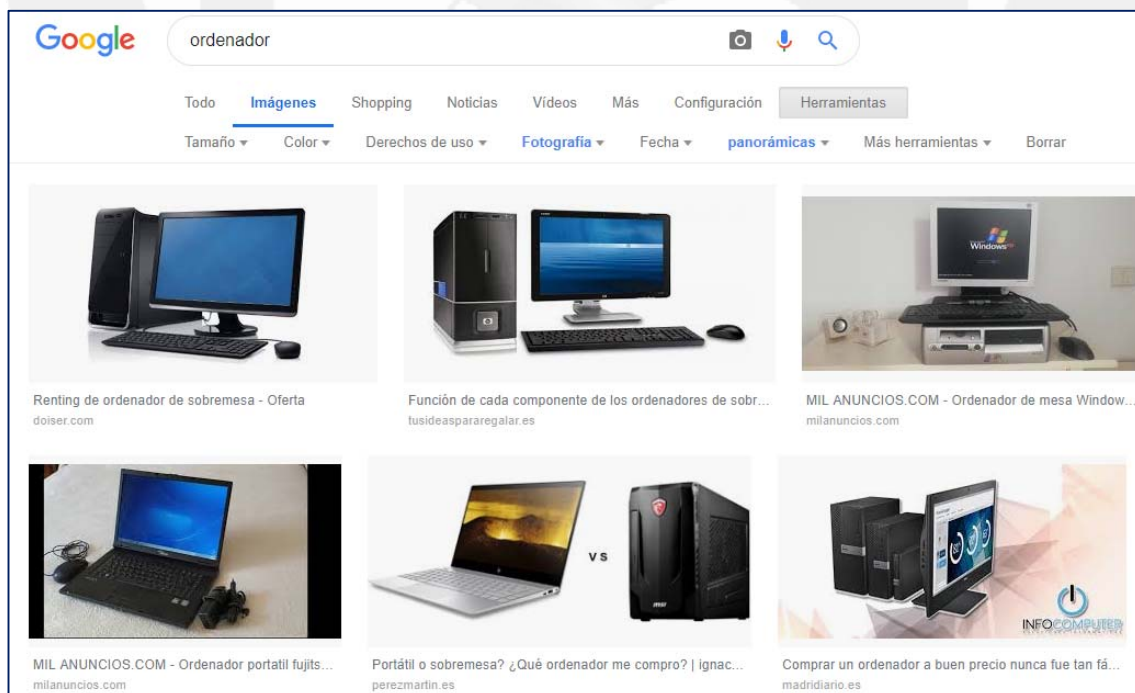 Google ordenador
Todo Imágenes Shopping Noticias Vídeos Más Configuración Herramientas
Tamaño Color Derechos de uso Fotografía Fecha panorámicas Más herramientas Borrar
Windows
Renting de ordenador de sobremesa - Oferta
doiser.com
Función de cada componente de los ordenadores de sobr...
tusideaspararegalar.es
MIL ANUNCIOS.COM - Ordenador de mesa Window...
milanuncios.com
VS
msi
INFOCOMPUTER
MIL ANUNCIOS.COM - Ordenador portatil fujits...
milanuncios.com
Portátil o sobremesa? ¿Qué ordenador me compro? | ignac...
perezmartin.es
Comprar un ordenador a buen precio nunca fue tan fá...
madridiario.es